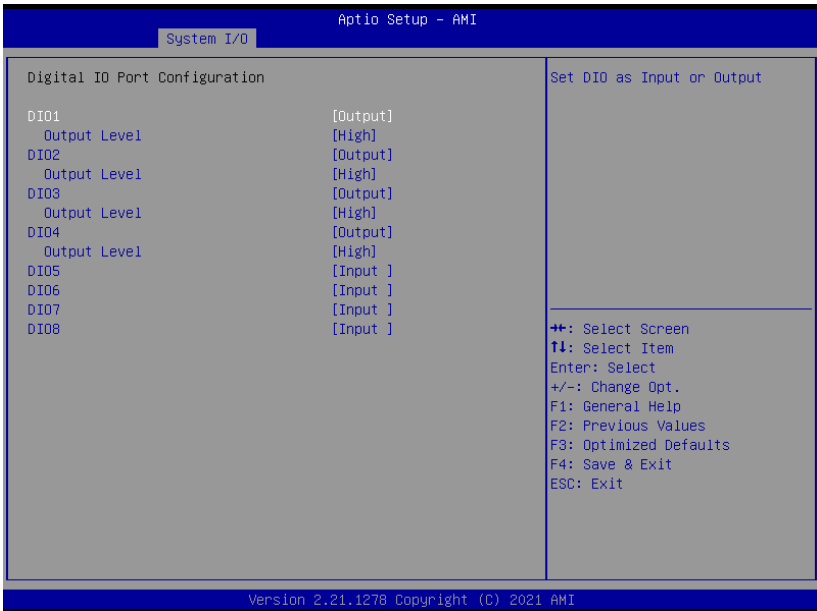 Aptio Setup – AMI
System I/O
Digital IO Port Configuration
DIO1 [Output]
Output Level [High]
DIO2 [Output]
Output Level [High]
DIO3 [Output]
Output Level [High]
DIO4 [Output]
Output Level [High]
DIO5 [Input ]
DIO6 [Input ]
DIO7 [Input ]
DIO8 [Input ]
Set DIO as Input or Output
→←: Select Screen
↑↓: Select Item
Enter: Select
+/-: Change Opt.
F1: General Help
F2: Previous Values
F3: Optimized Defaults
F4: Save & Exit
ESC: Exit
Version 2.21.1278 Copyright (C) 2021 AMI